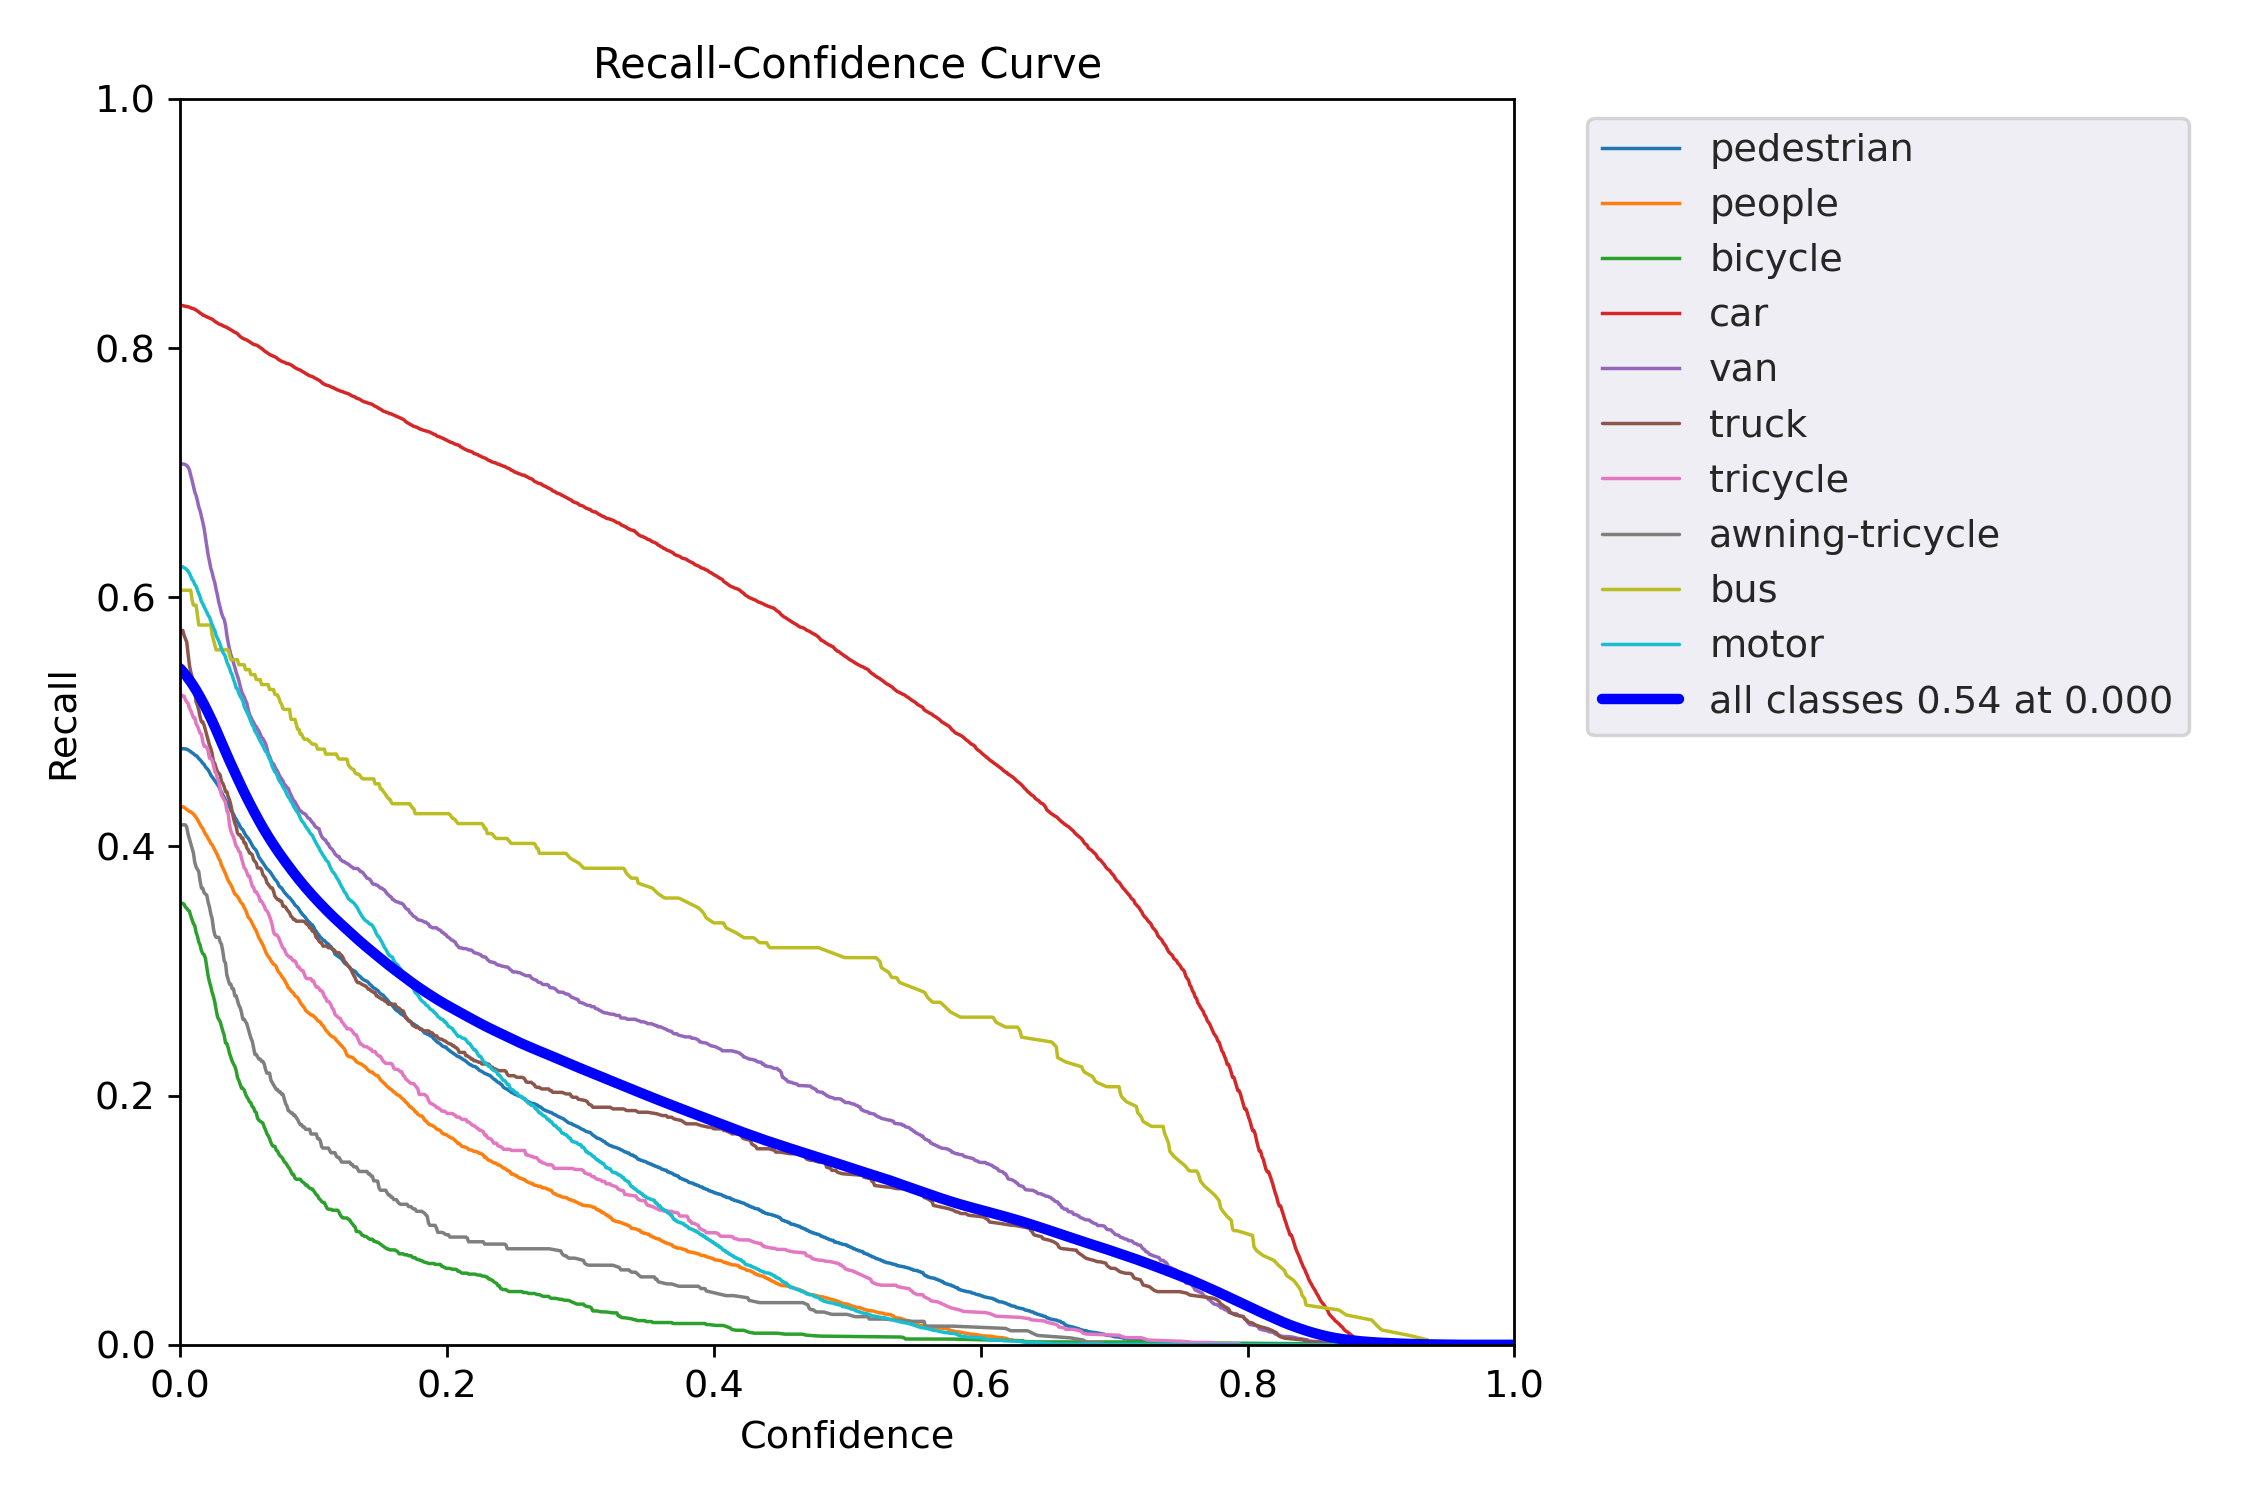 Recall-Confidence Curve
1.0
0.8
0.6
0.4
0.2
0.0
Recall
0.0 0.2 0.4 0.6 0.8 1.0
Confidence
pedestrian
people
bicycle
car
van
truck
tricycle
awning-tricycle
bus
motor
all classes 0.54 at 0.000